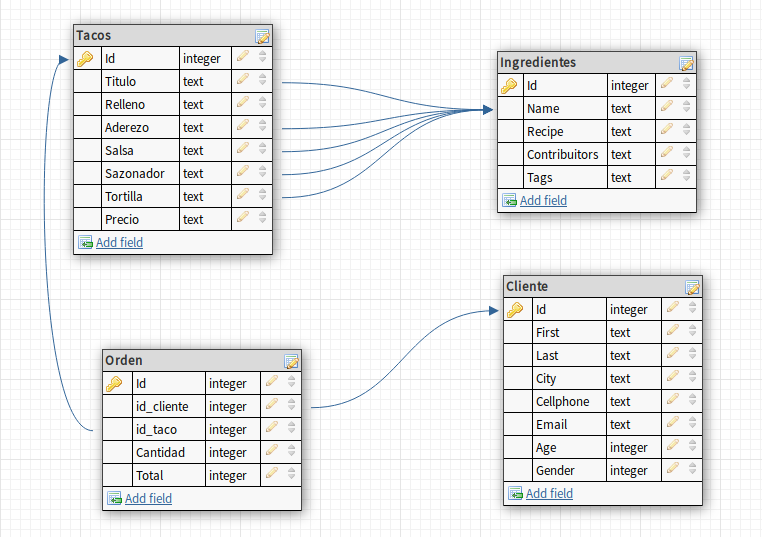 Tacos
Id integer
Titulo text
Relleno text
Aderezo text
Salsa text
Sazonador text
Tortilla text
Precio text
Add field
Ingredientes
Id integer
Name text
Recipe text
Contribuitors text
Tags text
Add field
Cliente
Id integer
First text
Last text
City text
Cellphone text
Email text
Age integer
Gender integer
Add field
Orden
Id integer
id_cliente integer
id_taco integer
Cantidad integer
Total integer
Add field